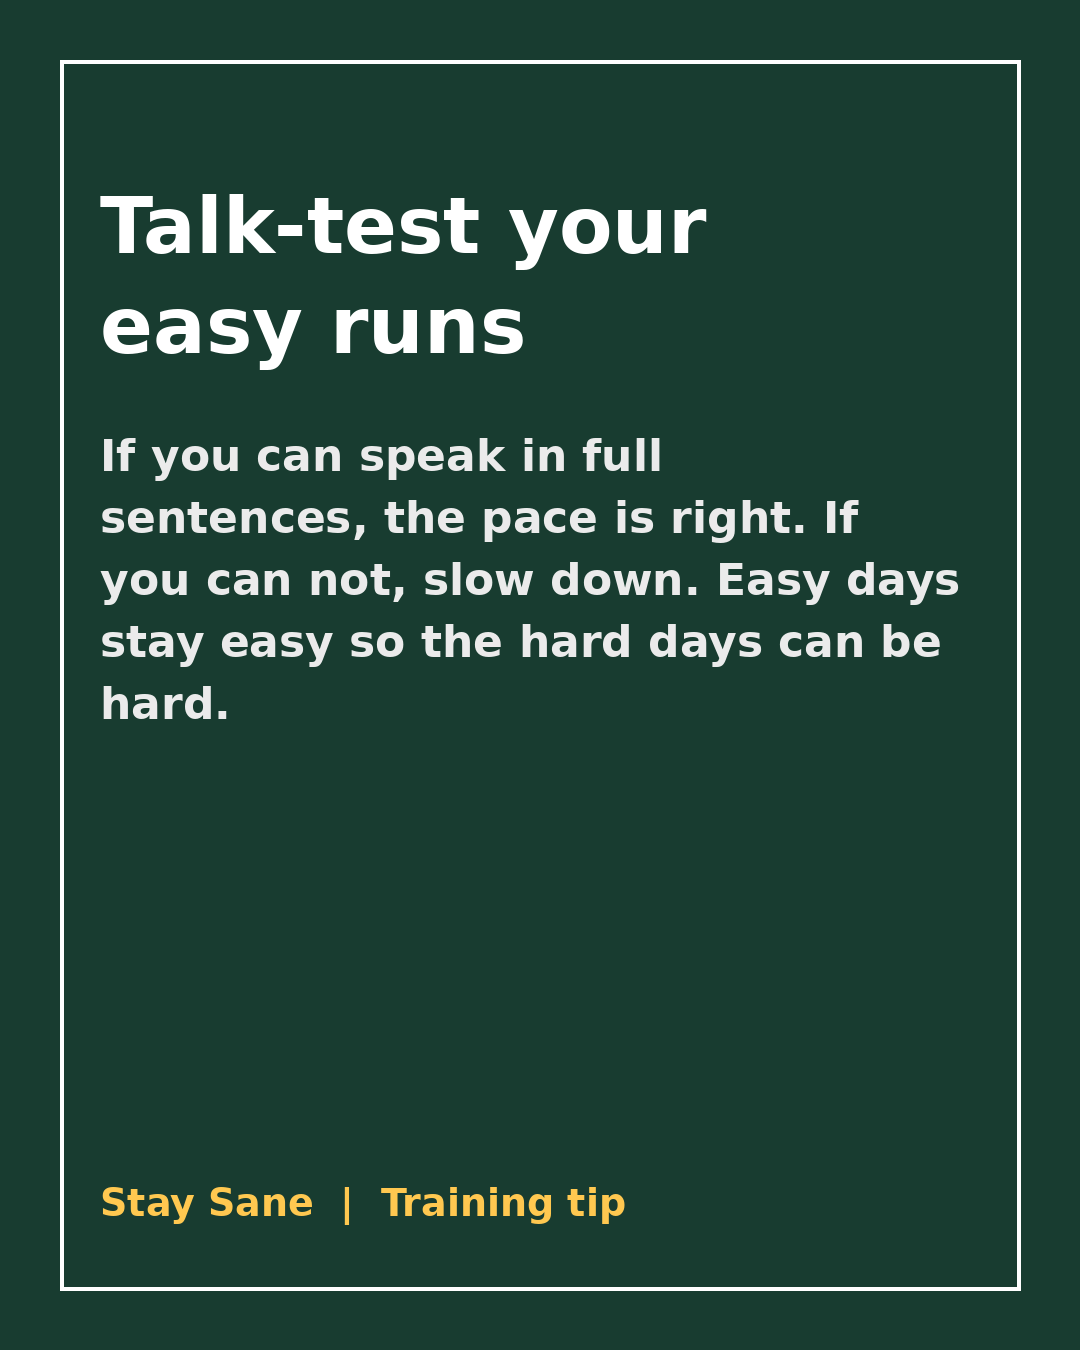 Talk-test your
easy runs
If you can speak in full
sentences, the pace is right. If
you can not, slow down. Easy days
stay easy so the hard days can be
hard.
Stay Sane | Training tip